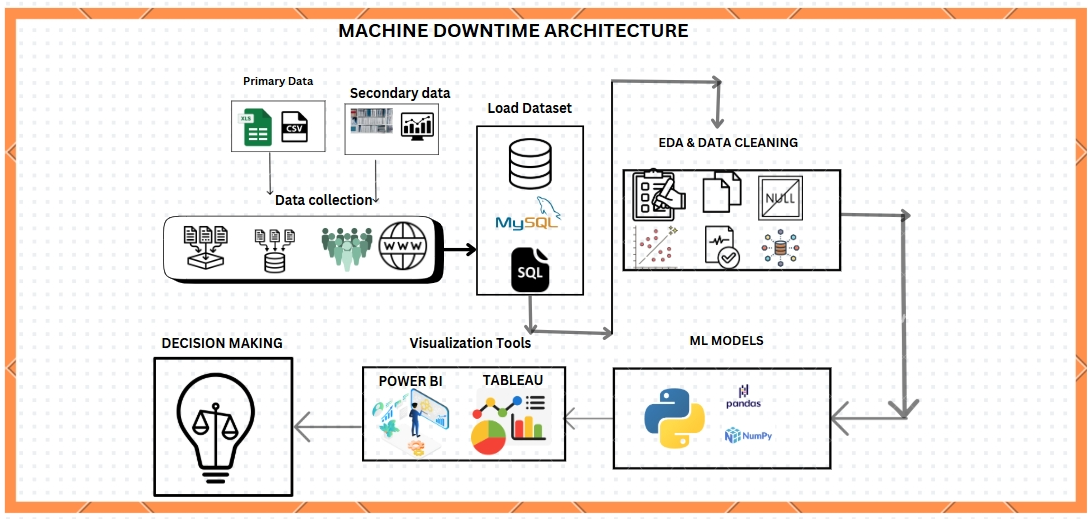 MACHINE DOWNTIME ARCHITECTURE
Primary Data
Secondary data
XLS
CSV
Data collection
WWW
Load Dataset
MySQL
SQL
EDA & DATA CLEANING
NULL
ML MODELS
pandas
NumPy
Visualization Tools
POWER BI
TABLEAU
DECISION MAKING